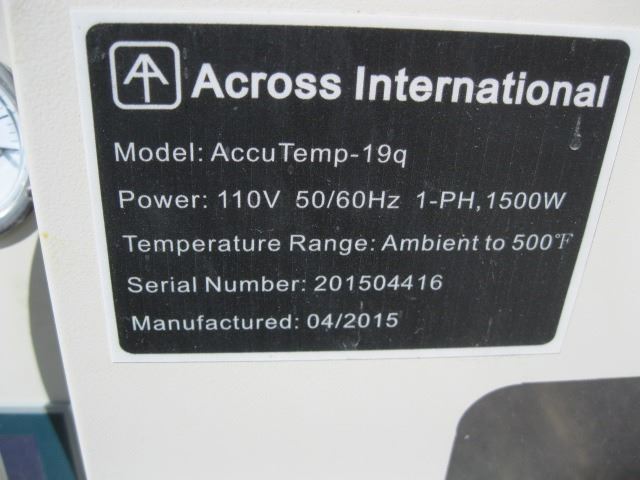 Across International
Model: AccuTemp-19q
Power: 110V 50/60Hz 1-PH, 1500W
Temperature Range: Ambient to 500℉
Serial Number: 201504416
Manufactured: 04/2015